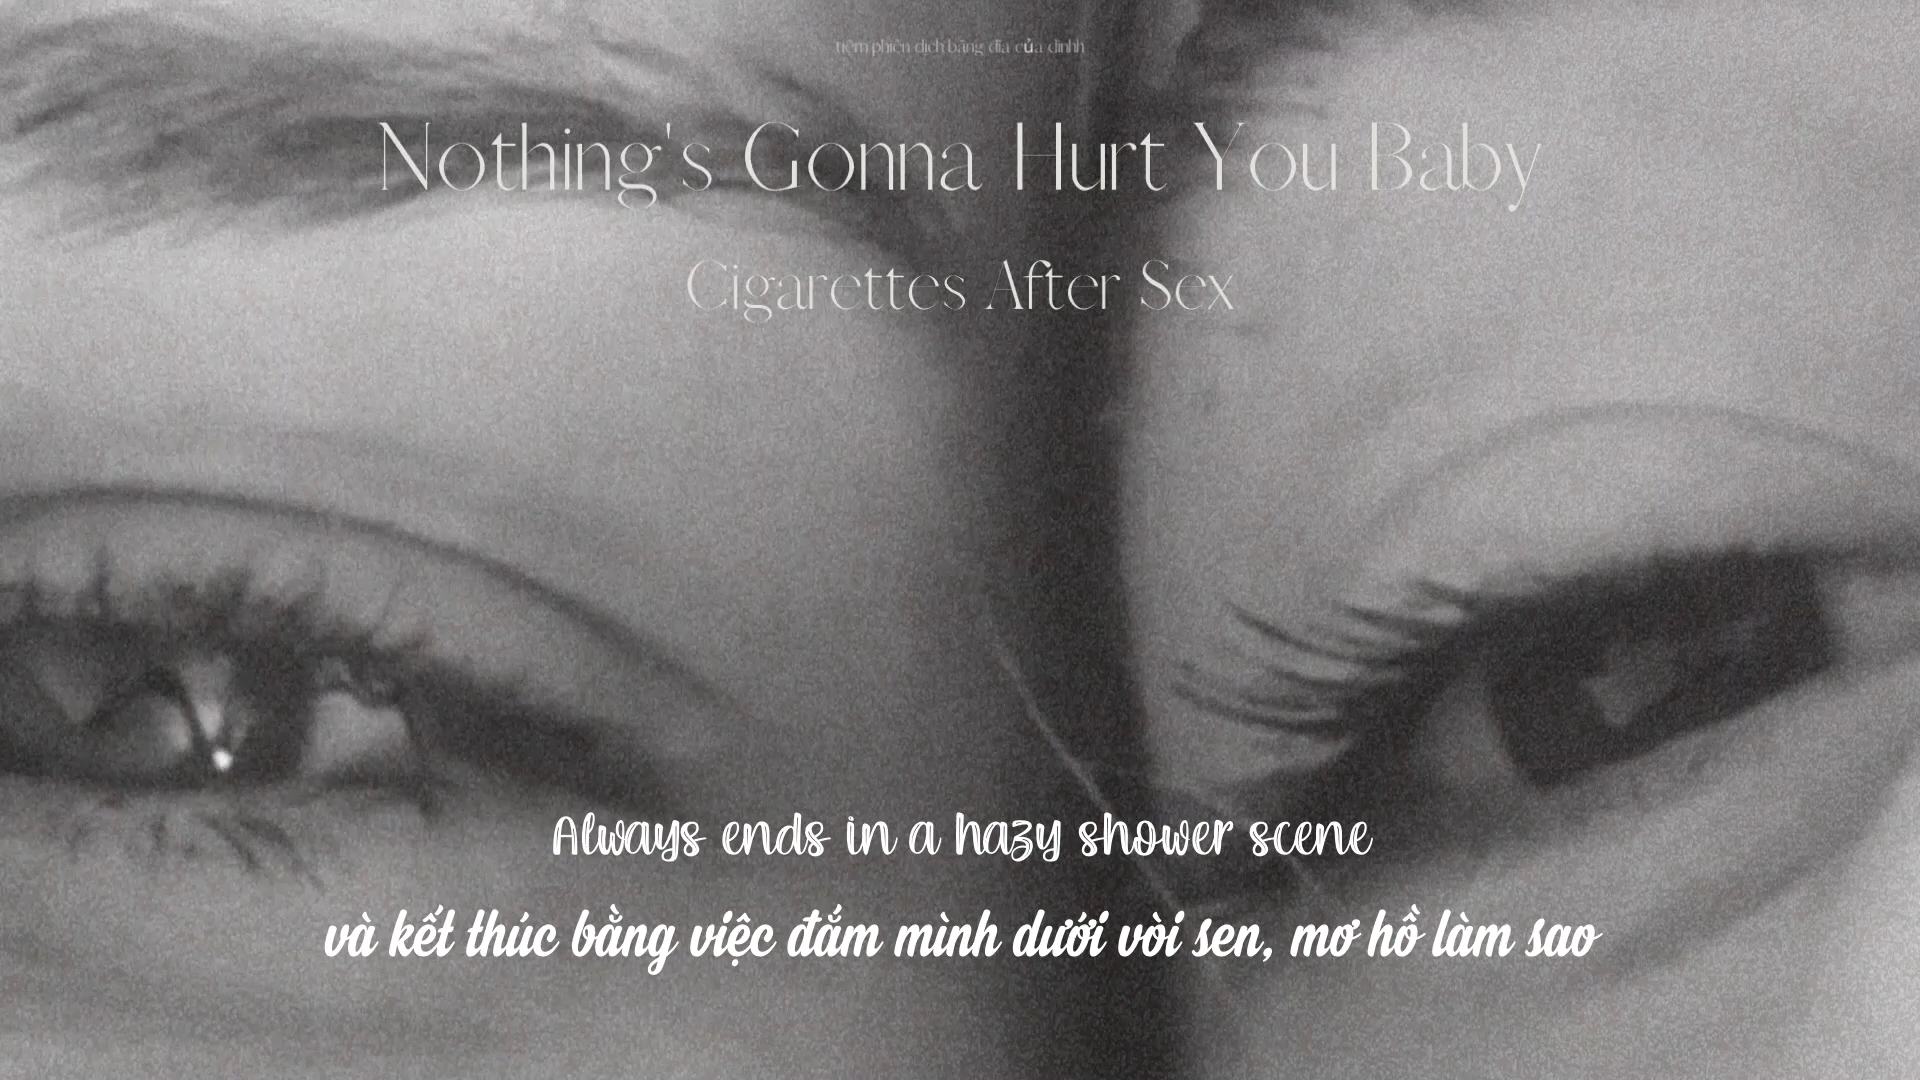 tiệm phiên dịch băng đĩa của dinhh
Nothing's Gonna Hurt You Baby
Cigarettes After Sex
Always ends in a hazy shower scene
và kết thúc bằng việc đắm mình dưới vòi sen, mơ hồ làm sao